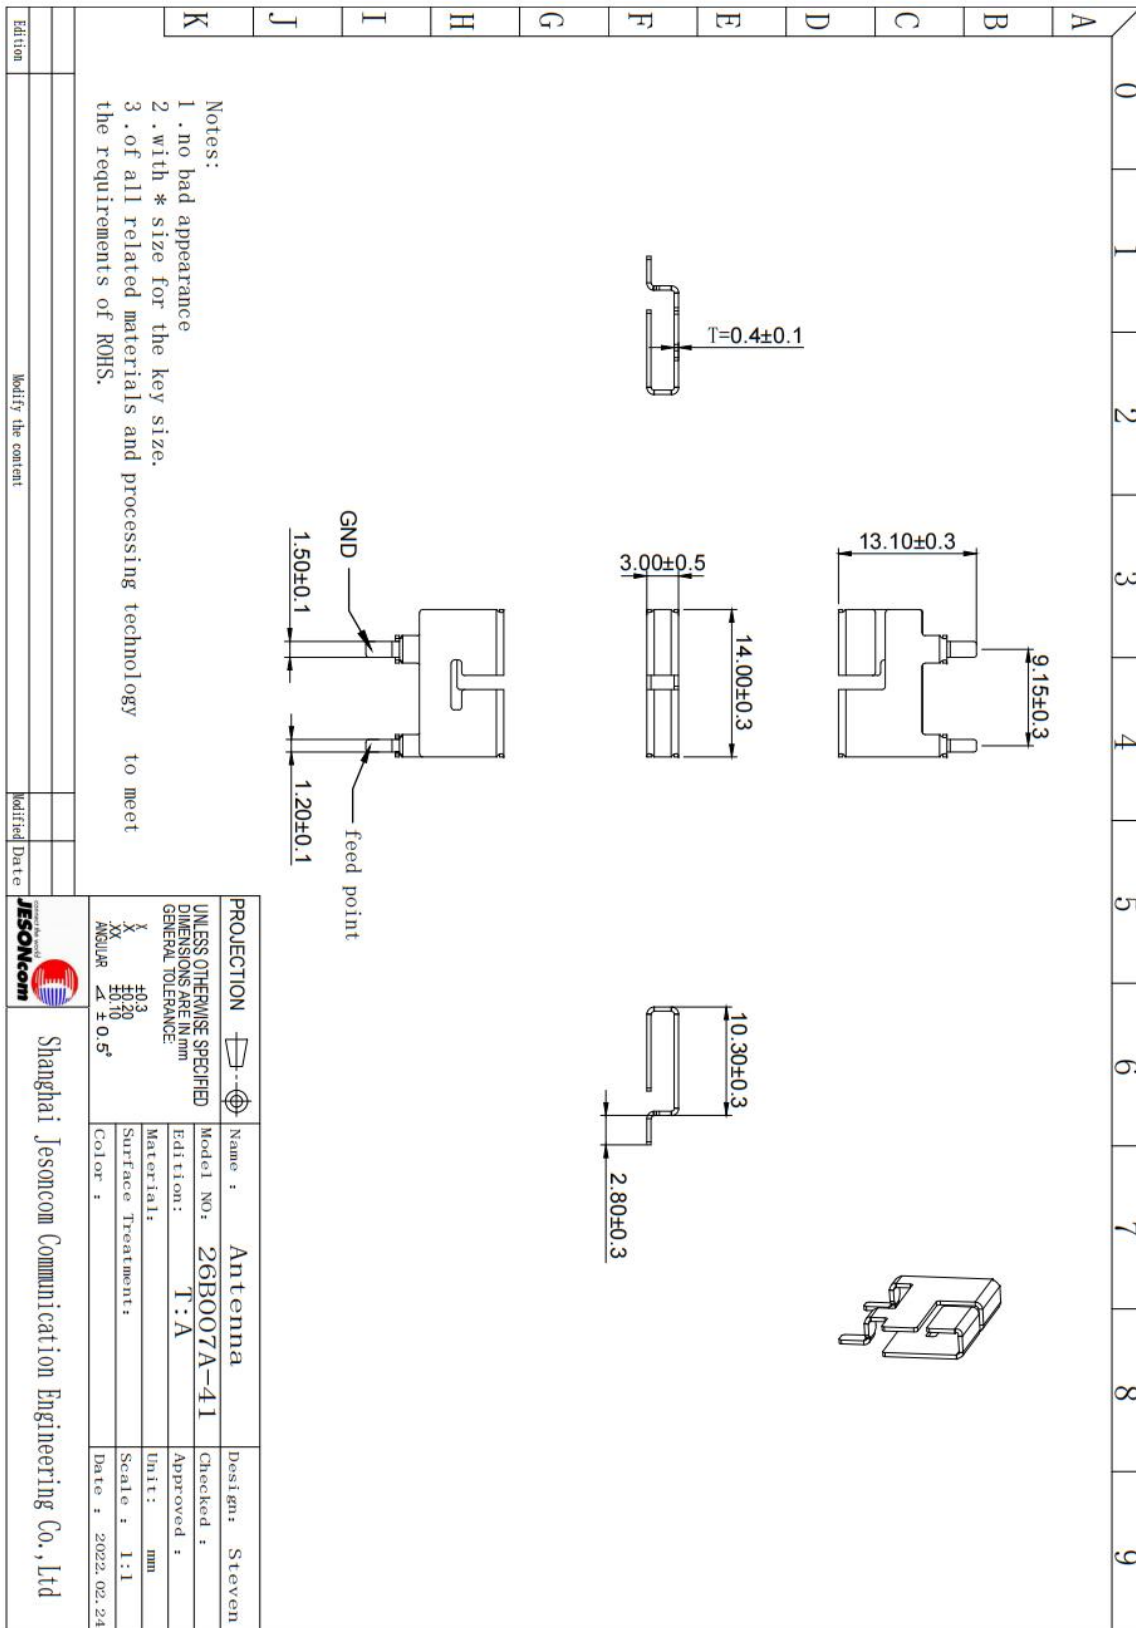 0 1 2 3 4 5 6 7 8 9
A
B
C
D
E
F
G
H
I
J
K
9.15±0.3
13.10±0.3
14.00±0.3
3.00±0.5
T=0.4±0.1
10.30±0.3
2.80±0.3
GND
feed point
1.50±0.1
1.20±0.1
Notes:
1 .no bad appearance
2 .with * size for the key size.
3 .of all related materials and processing technology to meet
the requirements of ROHS.
PROJECTION
UNLESS OTHERWISE SPECIFIED
DIMENSIONS ARE IN mm
GENERAL TOLERANCE:
X ±0.3
.X ±0.20
.XX ±0.10
ANGULAR ∠ ± 0.5°
Name : Antenna
Design: Steven
Model NO: 26B007A-41
Checked :
Edition: T:A
Approved :
Material:
Unit: mm
Surface Treatment:
Scale : 1:1
Color :
Date : 2022.02.24
Edition
Modify the content
Modified
Date
connect the world
JESONcom
Shanghai Jesoncom Communication Engineering Co.,Ltd